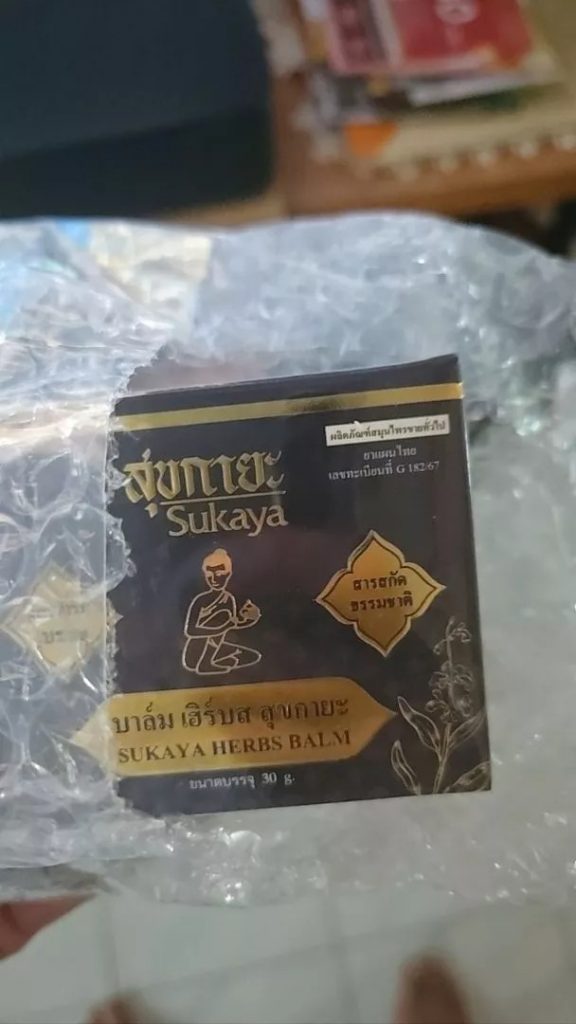 ผลิตภัณฑ์สมุนไพรขายทั่วไป
ยาแผนไทย
เลขทะเบียนที่ G 182/67
สุขกายะ
Sukaya
สารสกัด
ธรรมชาติ
บาล์ม เฮิร์บส สุขกายะ
SUKAYA HERBS BALM
ขนาดบรรจุ 30 g.